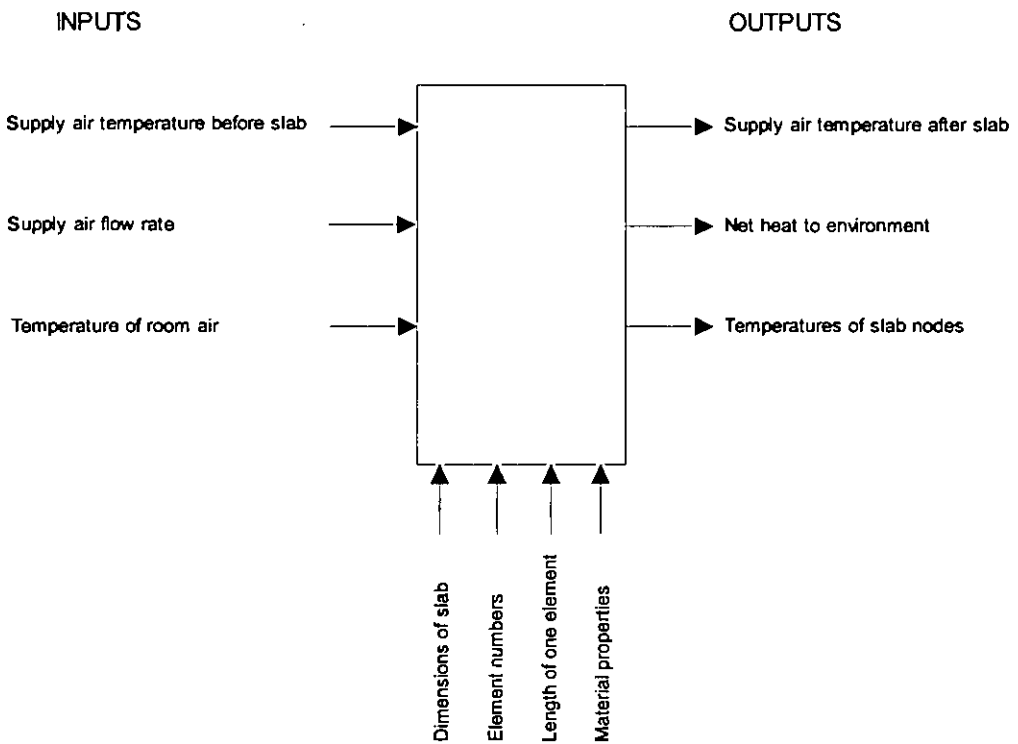 INPUTS
OUTPUTS
Supply air temperature before slab
Supply air temperature after slab
Supply air flow rate
Net heat to environment
Temperature of room air
Temperatures of slab nodes
Dimensions of slab
Element numbers
Length of one element
Material properties